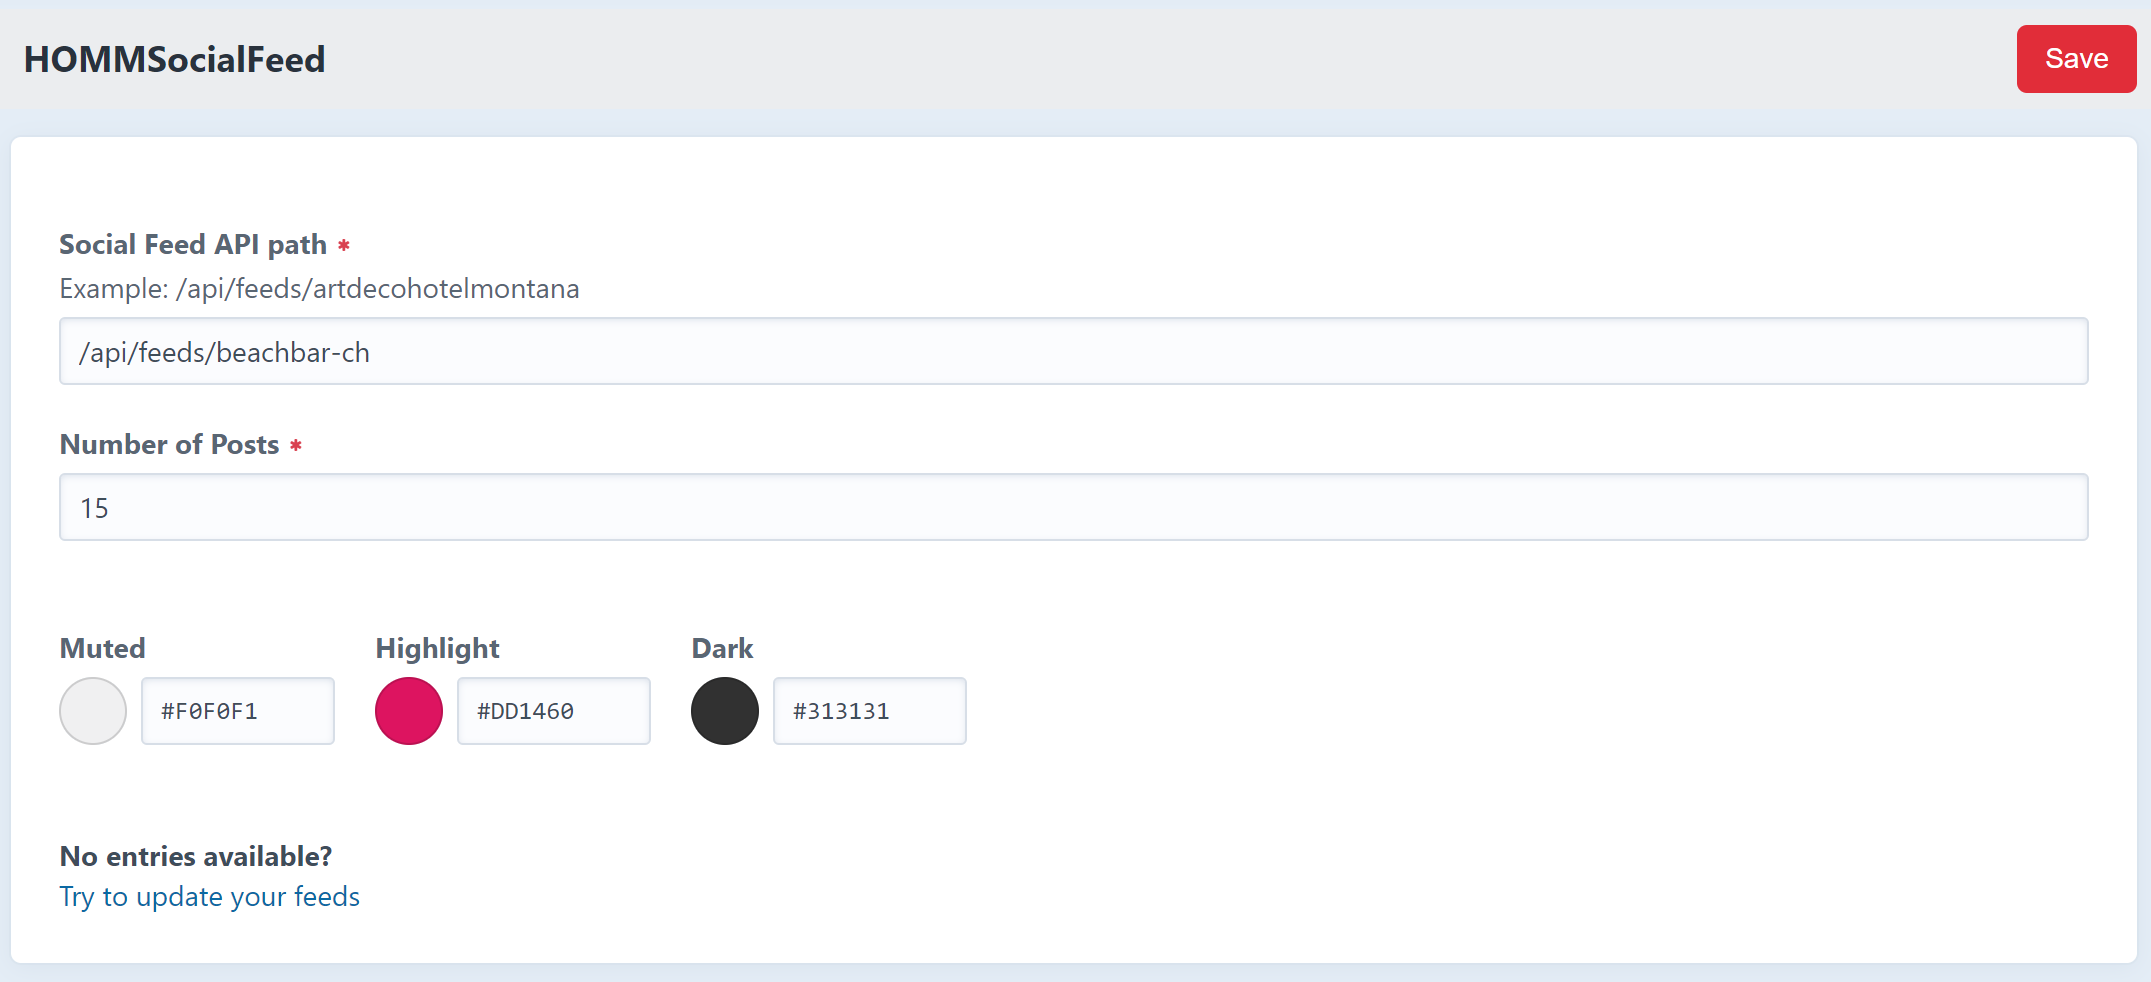 HOMMSocialFeed
Save
Social Feed API path *
Example: /api/feeds/artdecohotelmontana
/api/feeds/beachbar-ch
Number of Posts *
15
Muted Highlight Dark
#F0F0F1 #DD1460 #313131
No entries available?
Try to update your feeds